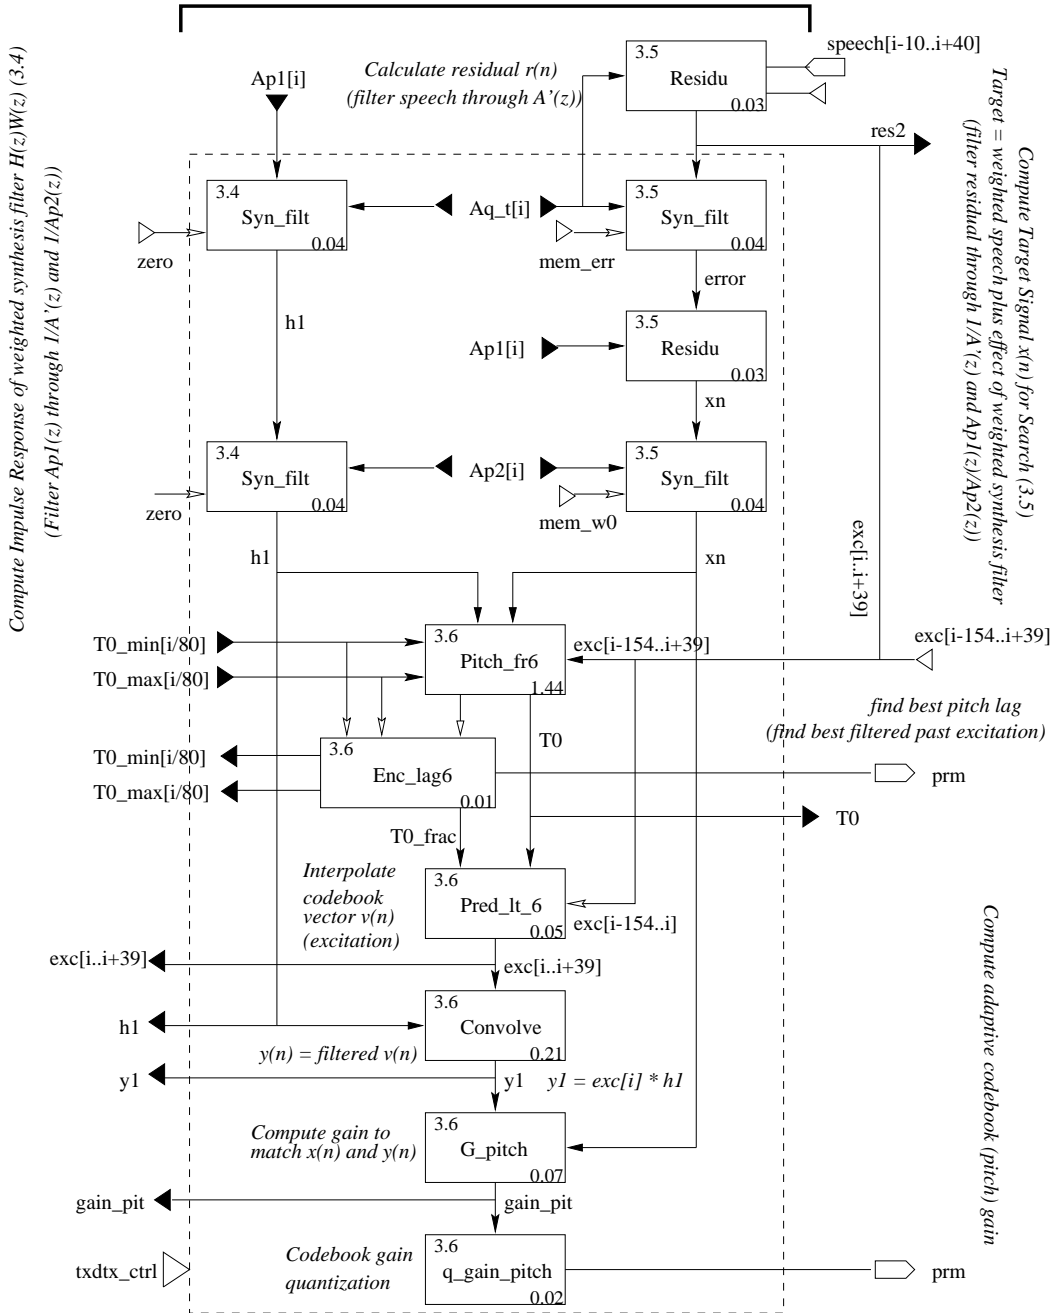 Compute Impulse Response of weighted synthesis filter H(z)W(z) (3.4)
(Filter Ap1(z) through 1/A'(z) and 1/Ap2(z))
Compute Target Signal x(n) for Search (3.5)
Target = weighted speech plus effect of weighted synthesis filter
(filter residual through 1/A'(z) and Ap1(z)/Ap2(z))
Compute adaptive codebook (pitch) gain
speech[i-10..i+40]
3.5
Residu
0.03
Calculate residual r(n)
(filter speech through A'(z))
Ap1[i]
res2
3.4
Syn_filt
0.04
Aq_t[i]
3.5
Syn_filt
0.04
zero
mem_err
error
h1
3.5
Residu
0.03
Ap1[i]
xn
3.4
Syn_filt
0.04
Ap2[i]
3.5
Syn_filt
0.04
zero
mem_w0
h1
xn
exc[i..i+39]
T0_min[i/80]
T0_max[i/80]
3.6
Pitch_fr6
1.44
exc[i-154..i+39]
exc[i-154..i+39]
find best pitch lag
(find best filtered past excitation)
T0
T0_min[i/80]
T0_max[i/80]
3.6
Enc_lag6
0.01
prm
T0
T0_frac
Interpolate
codebook
vector v(n)
(excitation)
3.6
Pred_lt_6
0.05
exc[i-154..i]
exc[i..i+39]
exc[i..i+39]
h1
3.6
Convolve
0.21
y(n) = filtered v(n)
y1
y1
y1 = exc[i] * h1
Compute gain to
match x(n) and y(n)
3.6
G_pitch
0.07
gain_pit
gain_pit
txdtx_ctrl
Codebook gain
quantization
3.6
q_gain_pitch
0.02
prm